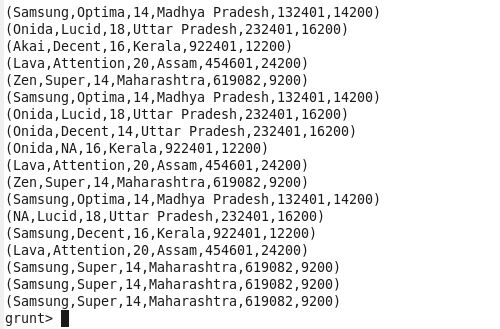 (Samsung,Optima,14,Madhya Pradesh,132401,14200)
(Onida,Lucid,18,Uttar Pradesh,232401,16200)
(Akai,Decent,16,Kerala,922401,12200)
(Lava,Attention,20,Assam,454601,24200)
(Zen,Super,14,Maharashtra,619082,9200)
(Samsung,Optima,14,Madhya Pradesh,132401,14200)
(Onida,Lucid,18,Uttar Pradesh,232401,16200)
(Onida,Decent,14,Uttar Pradesh,232401,16200)
(Onida,NA,16,Kerala,922401,12200)
(Lava,Attention,20,Assam,454601,24200)
(Zen,Super,14,Maharashtra,619082,9200)
(Samsung,Optima,14,Madhya Pradesh,132401,14200)
(NA,Lucid,18,Uttar Pradesh,232401,16200)
(Samsung,Decent,16,Kerala,922401,12200)
(Lava,Attention,20,Assam,454601,24200)
(Samsung,Super,14,Maharashtra,619082,9200)
(Samsung,Super,14,Maharashtra,619082,9200)
(Samsung,Super,14,Maharashtra,619082,9200)
grunt>